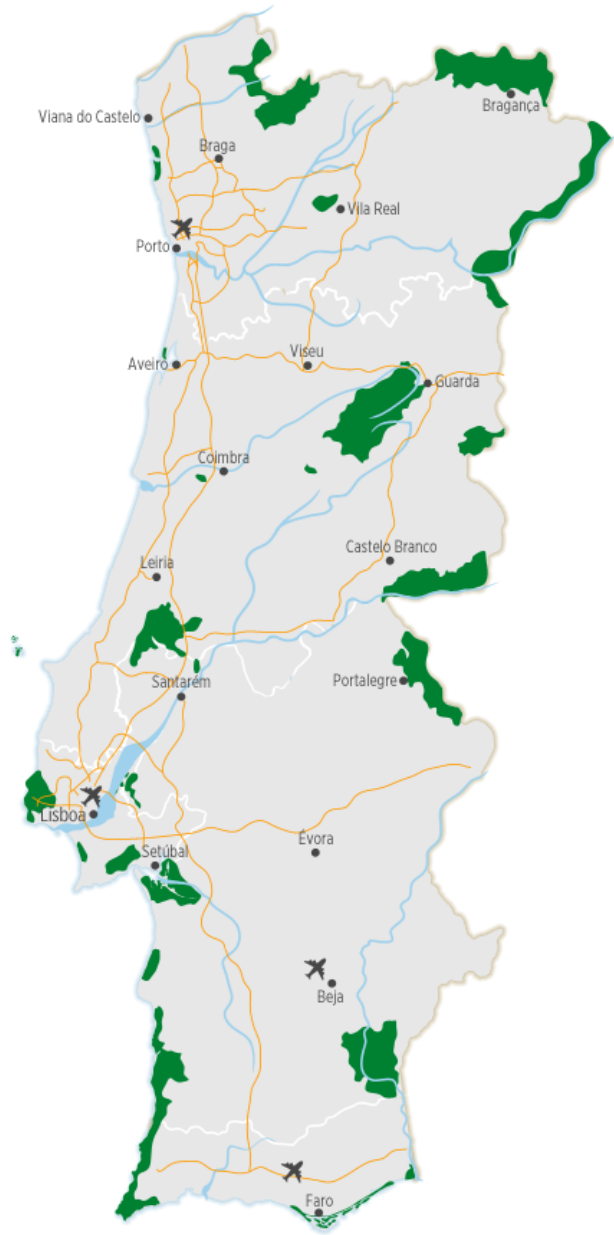 Bragança
Viana do Castelo
Braga
Vila Real
Porto
Viseu
Aveiro
Guarda
Coimbra
Castelo Branco
Leiria
Portalegre
Santarém
Lisboa
Évora
Setúbal
Beja
Faro